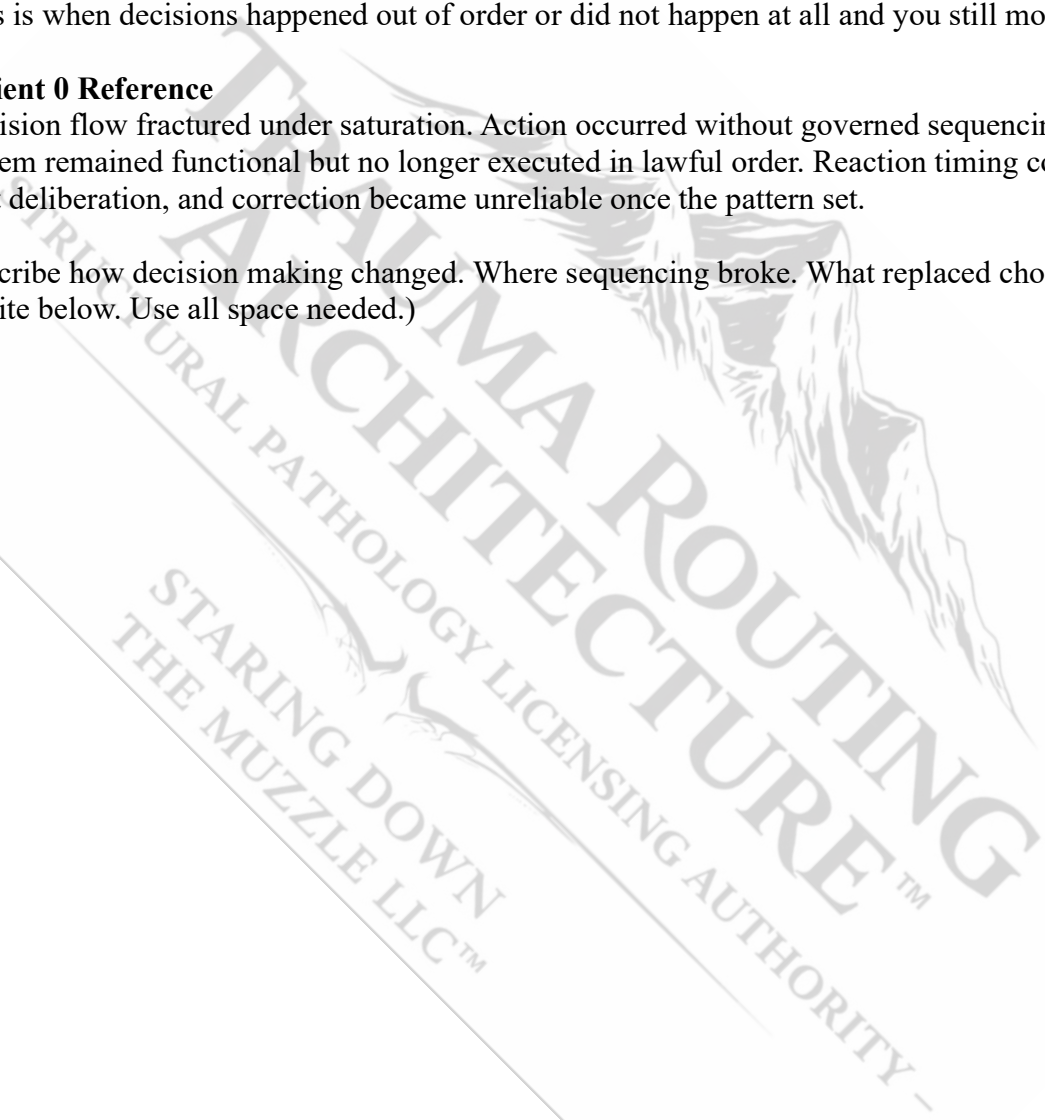 s is when decisions happened out of order or did not happen at all and you still mo
ient 0 Reference
ision flow fractured under saturation. Action occurred without governed sequencin
em remained functional but no longer executed in lawful order. Reaction timing co
t deliberation, and correction became unreliable once the pattern set.
cribe how decision making changed. Where sequencing broke. What replaced cho
ite below. Use all space needed.)
TRAUMA ROUTING
ARCHITECTURE™
STRUCTURAL PATHOLOGY LICENSING AUTHORITY –
STARING DOWN
THE MUZZLE LLC™